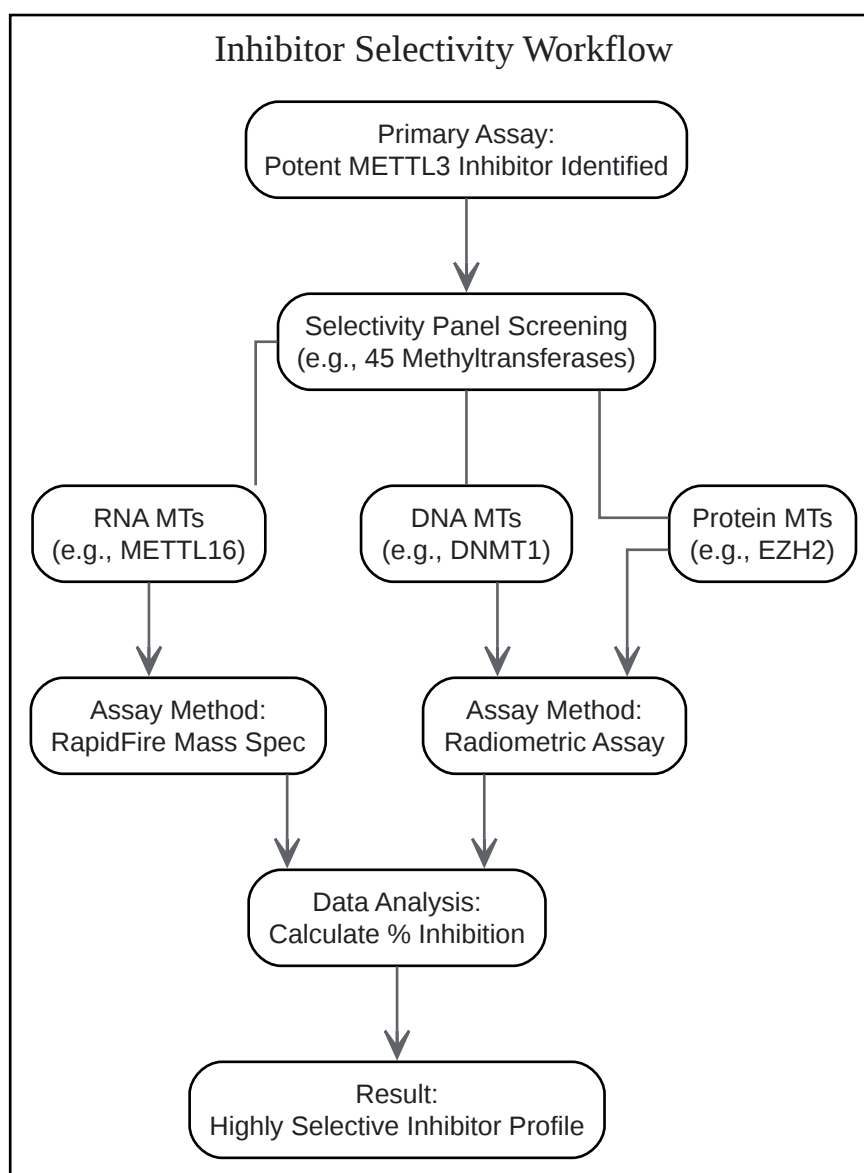 Inhibitor Selectivity Workflow
Primary Assay:
Potent METTL3 Inhibitor Identified
Selectivity Panel Screening
(e.g., 45 Methyltransferases)
RNA MTs
(e.g., METTL16)
DNA MTs
(e.g., DNMT1)
Protein MTs
(e.g., EZH2)
Assay Method:
RapidFire Mass Spec
Assay Method:
Radiometric Assay
Data Analysis:
Calculate % Inhibition
Result:
Highly Selective Inhibitor Profile